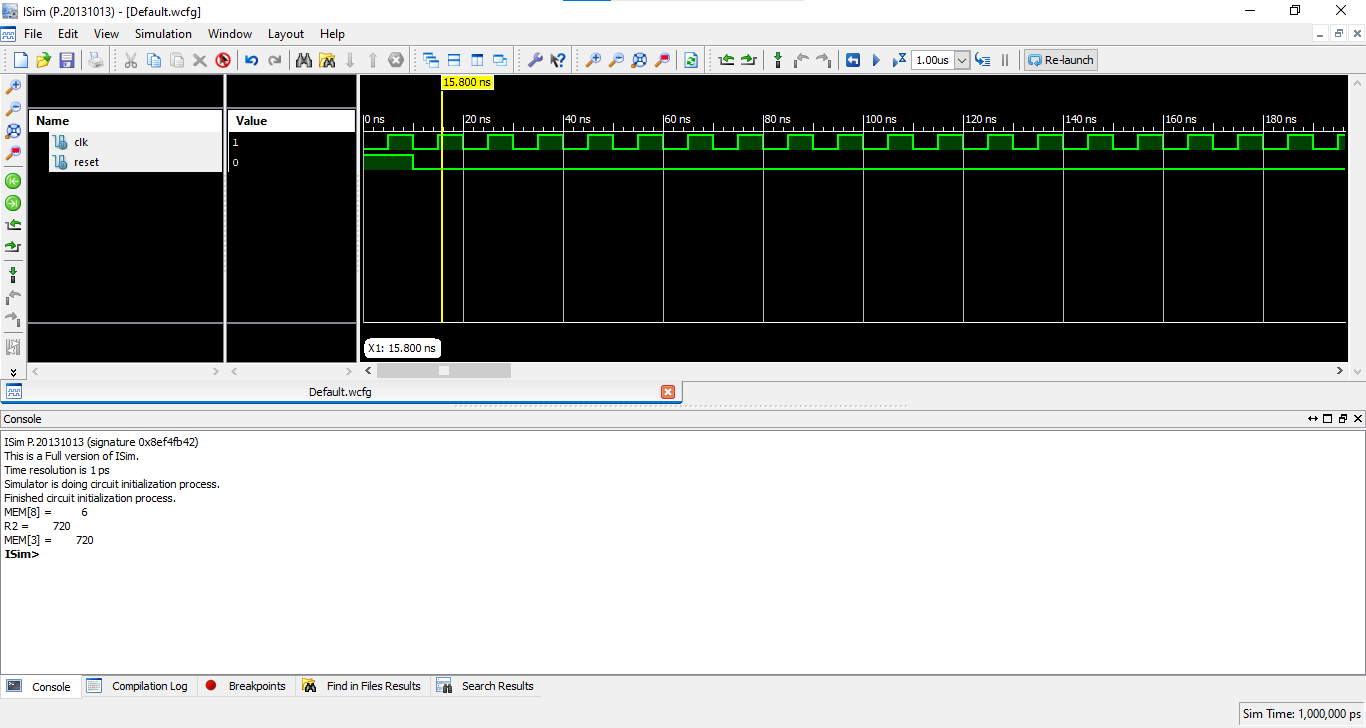 ISim (P.20131013) - [Default.wcfg]
File Edit View Simulation Window Layout Help
1.00us Re-launch
15.800 ns
Name Value
0 ns 20 ns 40 ns 60 ns 80 ns 100 ns 120 ns 140 ns 160 ns 180 ns
clk 1
reset 0
X1: 15.800 ns
Default.wcfg
Console
ISim P.20131013 (signature 0x8ef4fb42)
This is a Full version of ISim.
Time resolution is 1 ps
Simulator is doing circuit initialization process.
Finished circuit initialization process.
MEM[8] = 6
R2 = 720
MEM[3] = 720
ISim>
Console Compilation Log Breakpoints Find in Files Results Search Results
Sim Time: 1,000,000 ps